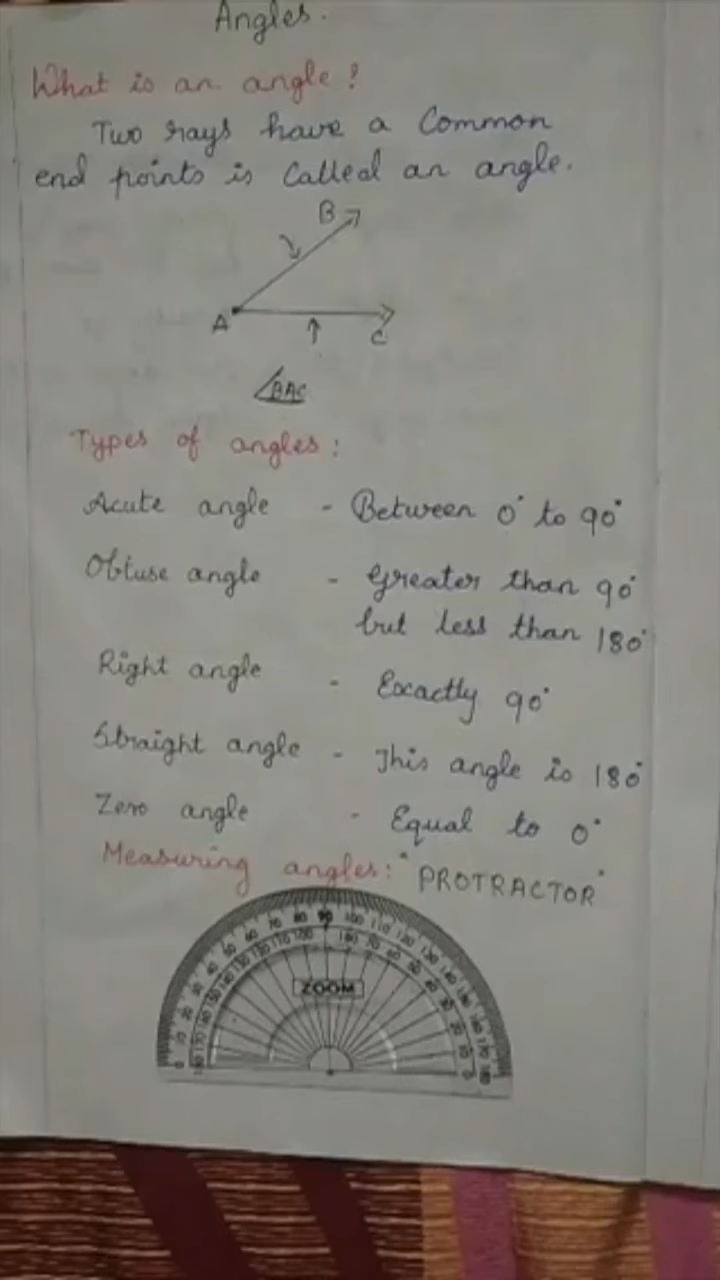 Angles.
What is an angle?
Two rays have a Common
end points is Called an angle.
B
A
C
∠BAC
Types of angles:
Acute angle - Between 0° to 90°
Obtuse angle - Greater than 90°
but less than 180°
Right angle - Exactly 90°
Straight angle - This angle is 180°
Zero angle - Equal to 0°
Measuring angles: "PROTRACTOR"
ZOOM